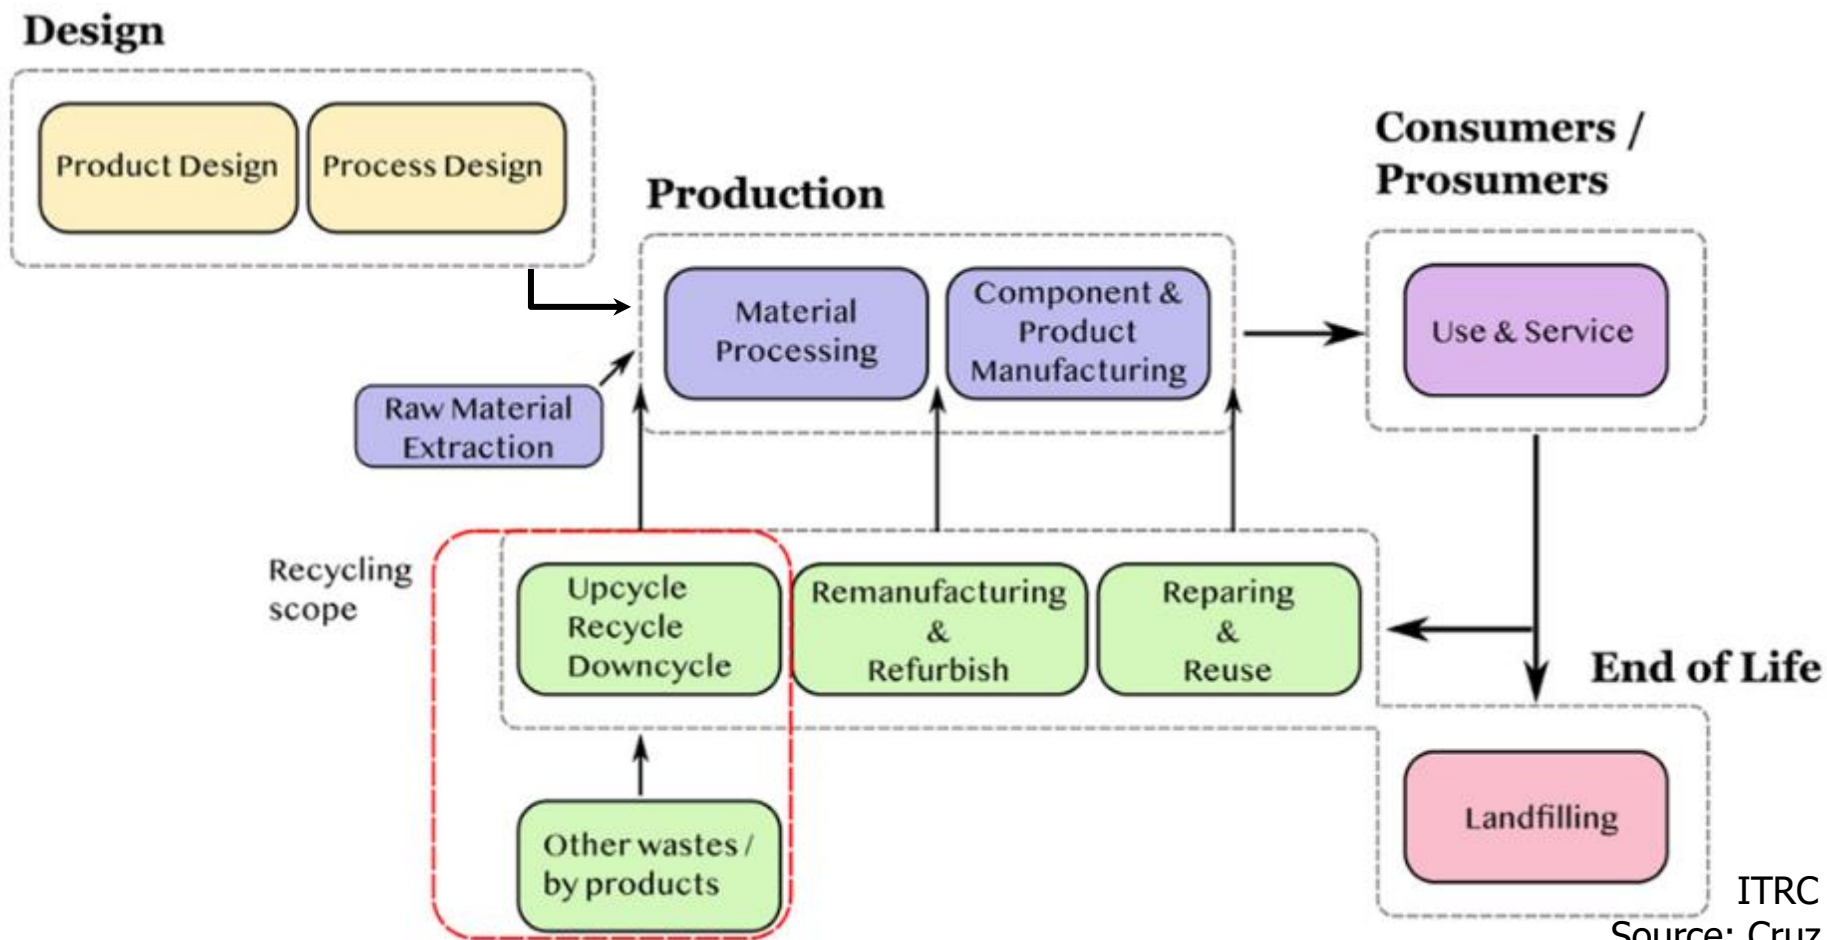 Design
Product Design
Process Design
Production
Material
Processing
Component &
Product
Manufacturing
Consumers /
Prosumers
Use & Service
Raw Material
Extraction
Recycling
scope
Upcycle
Recycle
Downcycle
Remanufacturing
&
Refurbish
Reparing
&
Reuse
End of Life
Other wastes /
by products
Landfilling
ITRC
Source: Cruz